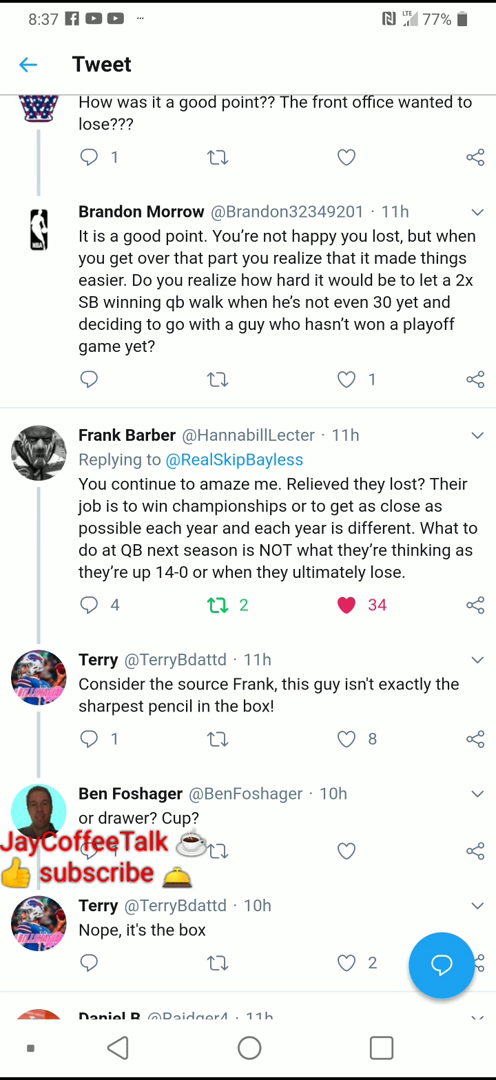 8:37
LTE 77%
Tweet
How was it a good point?? The front office wanted to
lose???
1
Brandon Morrow @Brandon32349201 · 11h
NBA
It is a good point. You’re not happy you lost, but when
you get over that part you realize that it made things
easier. Do you realize how hard it would be to let a 2x
SB winning qb walk when he’s not even 30 yet and
deciding to go with a guy who hasn’t won a playoff
game yet?
1
Frank Barber @HannabillLecter · 11h
Replying to @RealSkipBayless
You continue to amaze me. Relieved they lost? Their
job is to win championships or to get as close as
possible each year and each year is different. What to
do at QB next season is NOT what they’re thinking as
they’re up 14-0 or when they ultimately lose.
4 2 34
Terry @TerryBdattd · 11h
Consider the source Frank, this guy isn't exactly the
sharpest pencil in the box!
1 8
Ben Foshager @BenFoshager · 10h
or drawer? Cup?
JayCoffeeTalk
1
subscribe
Terry @TerryBdattd · 10h
Nope, it's the box
2
Daniel B @Raidger4 · 11h